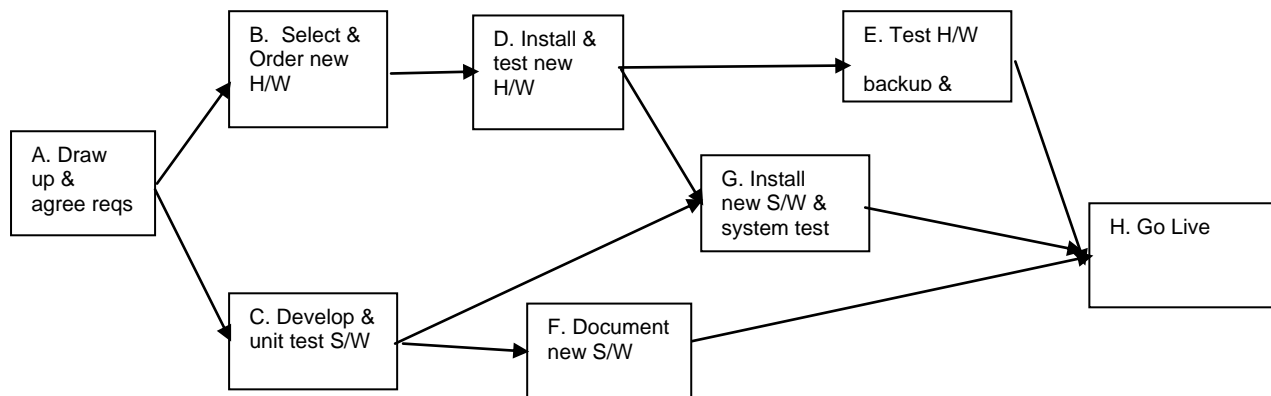 A. Draw
up &
agree reqs
B.  Select &
Order new
H/W
C. Develop &
unit test S/W
D. Install &
test new
H/W
E. Test H/W
backup &
F. Document
new S/W
G. Install
new S/W &
system test
H. Go Live